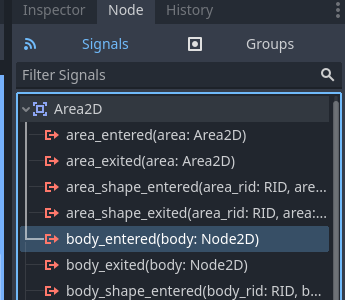 Inspector Node History
Signals Groups
Filter Signals
Area2D
area_entered(area: Area2D)
area_exited(area: Area2D)
area_shape_entered(area_rid: RID, are...
area_shape_exited(area_rid: RID, area:...
body_entered(body: Node2D)
body_exited(body: Node2D)
body_shape_entered(body_rid: RID, b...